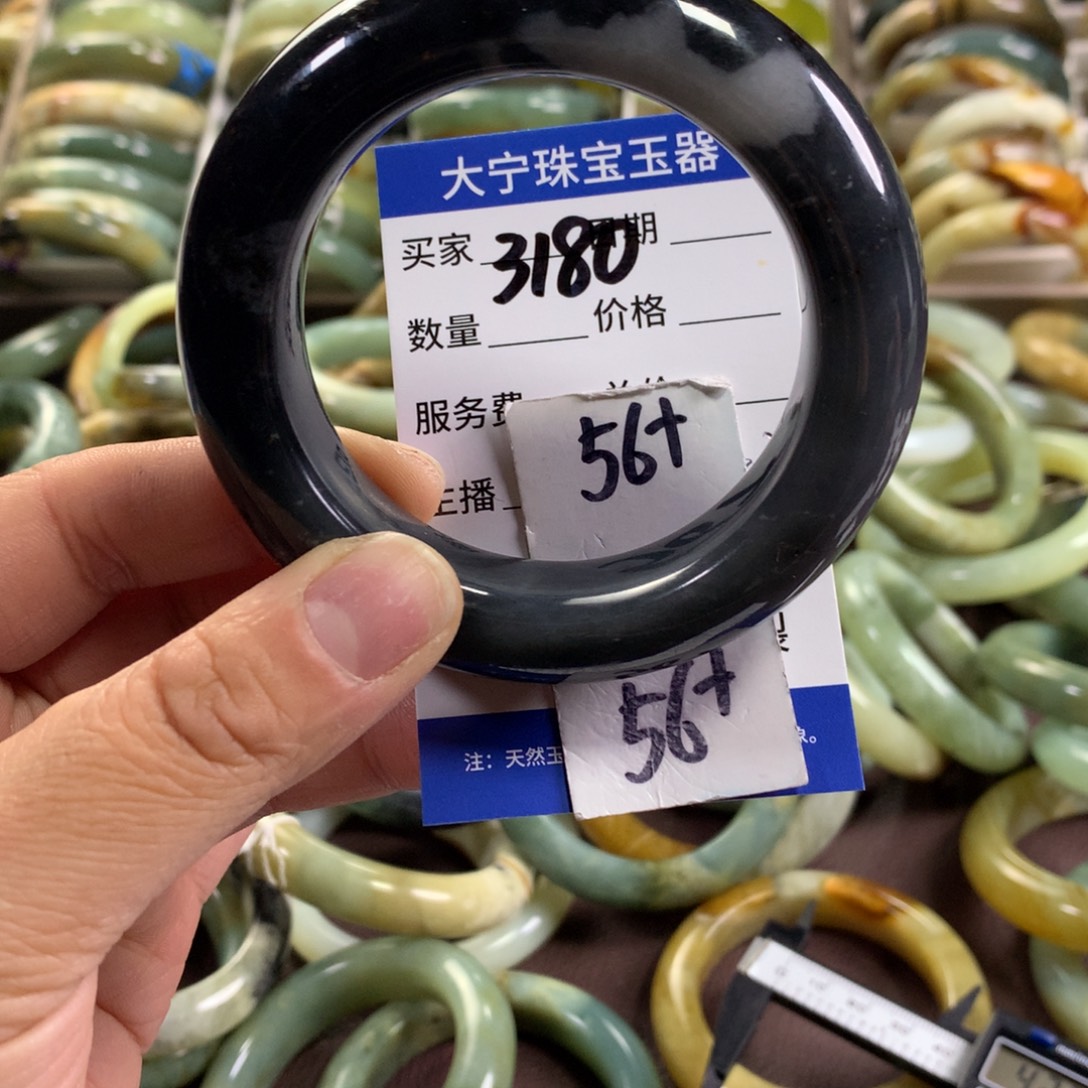 大宁珠宝玉器
买家 3180 日期
数量 价格
服务费
56+
主播
56+
注：天然玉